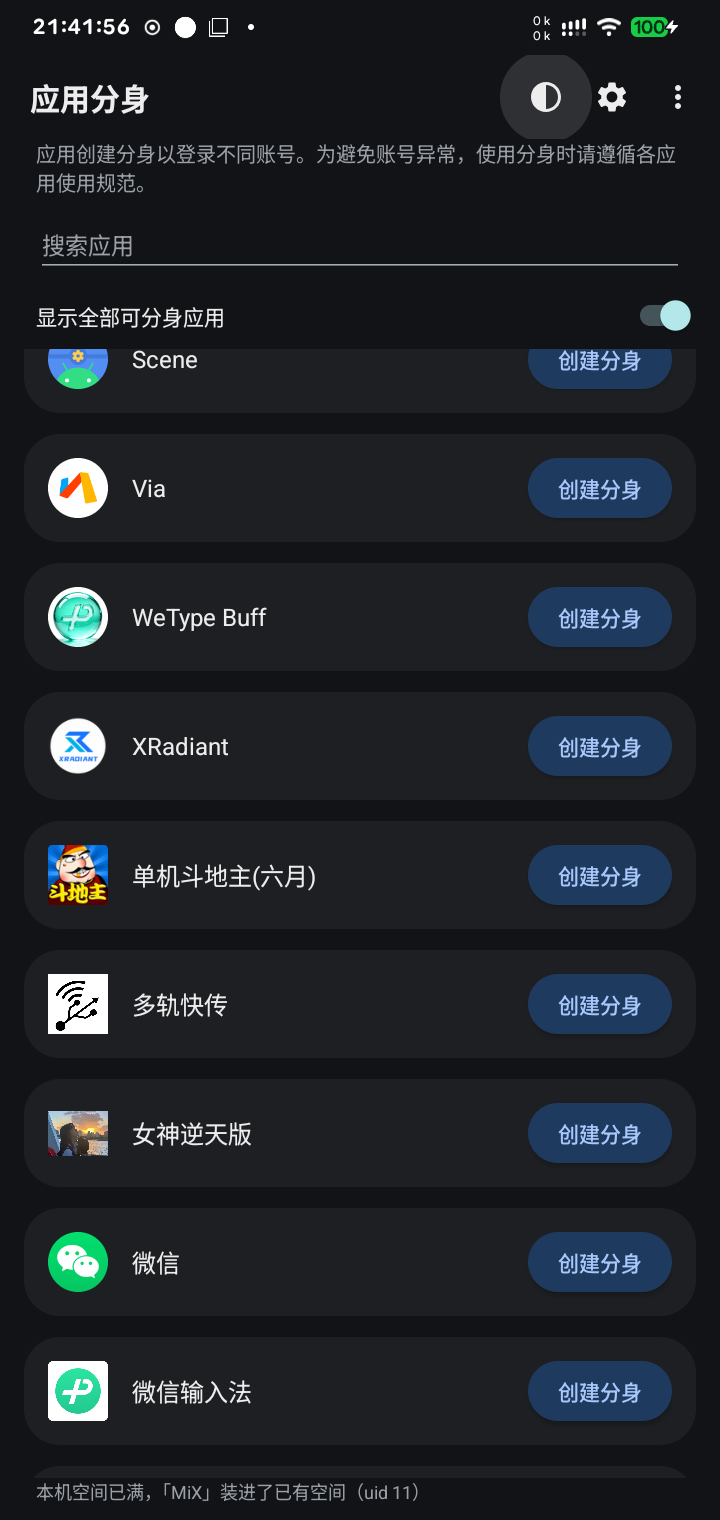 21:41:56
0 k
0 k
100
应用分身
应用创建分身以登录不同账号。为避免账号异常，使用分身时请遵循各应
用使用规范。
搜索应用
显示全部可分身应用
Scene 创建分身
Via 创建分身
WeType Buff 创建分身
XRADIANT XRadiant 创建分身
斗地主 单机斗地主(六月) 创建分身
多轨快传 创建分身
女神逆天版 创建分身
微信 创建分身
微信输入法 创建分身
本机空间已满，「MiX」装进了已有空间（uid 11）